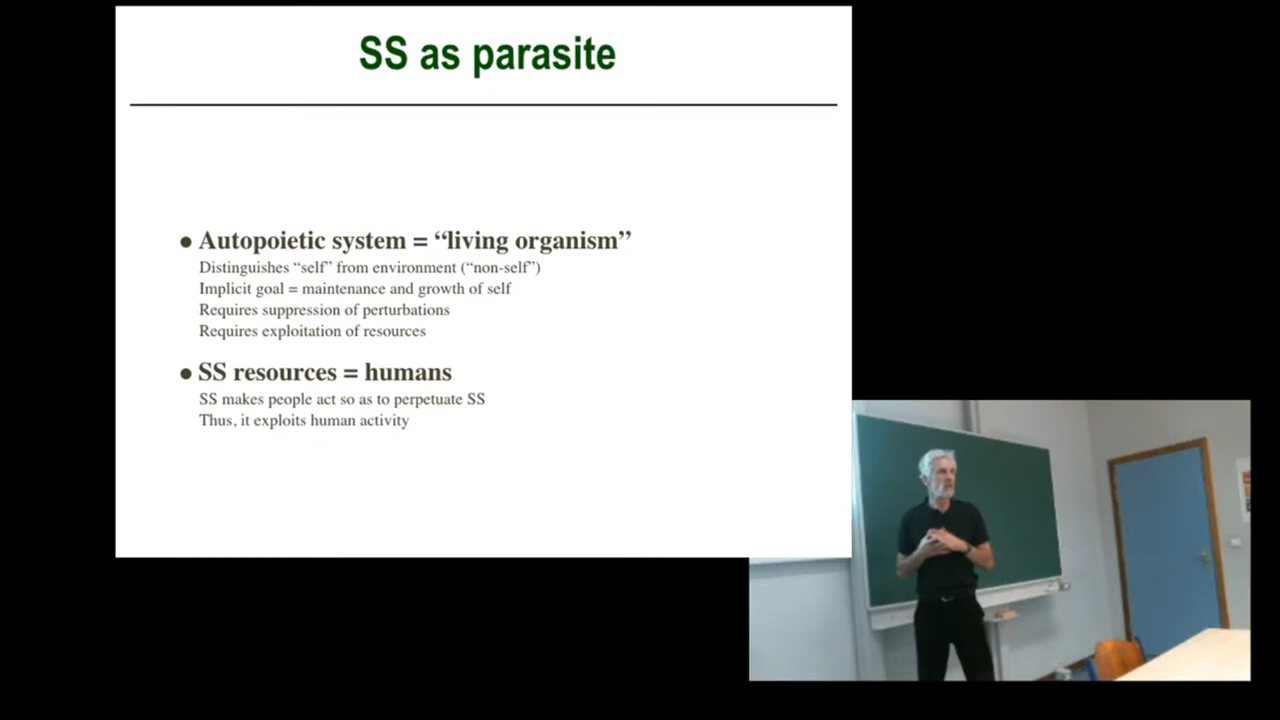 SS as parasite
● Autopoietic system = “living organism”
Distinguishes “self” from environment (“non-self”)
Implicit goal = maintenance and growth of self
Requires suppression of perturbations
Requires exploitation of resources
● SS resources = humans
SS makes people act so as to perpetuate SS
Thus, it exploits human activity